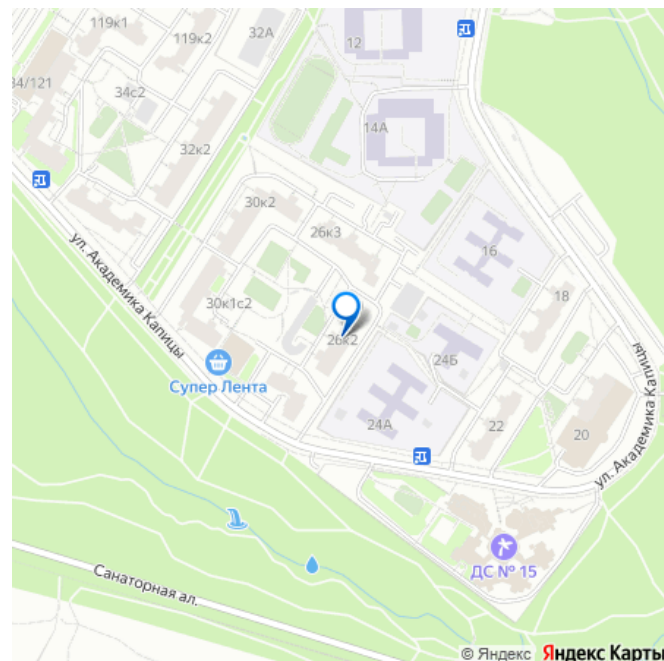 119к1
119к2
32А
12
34/121
34с2
14А
32к2
30к2
26к3
16
18
ул. Академика Капицы
30к1с2
26к2
24Б
Супер Лента
24А
22
20
ул. Академика Капицы
ДС № 15
Санаторная ал.
© Яндекс Яндекс Карты